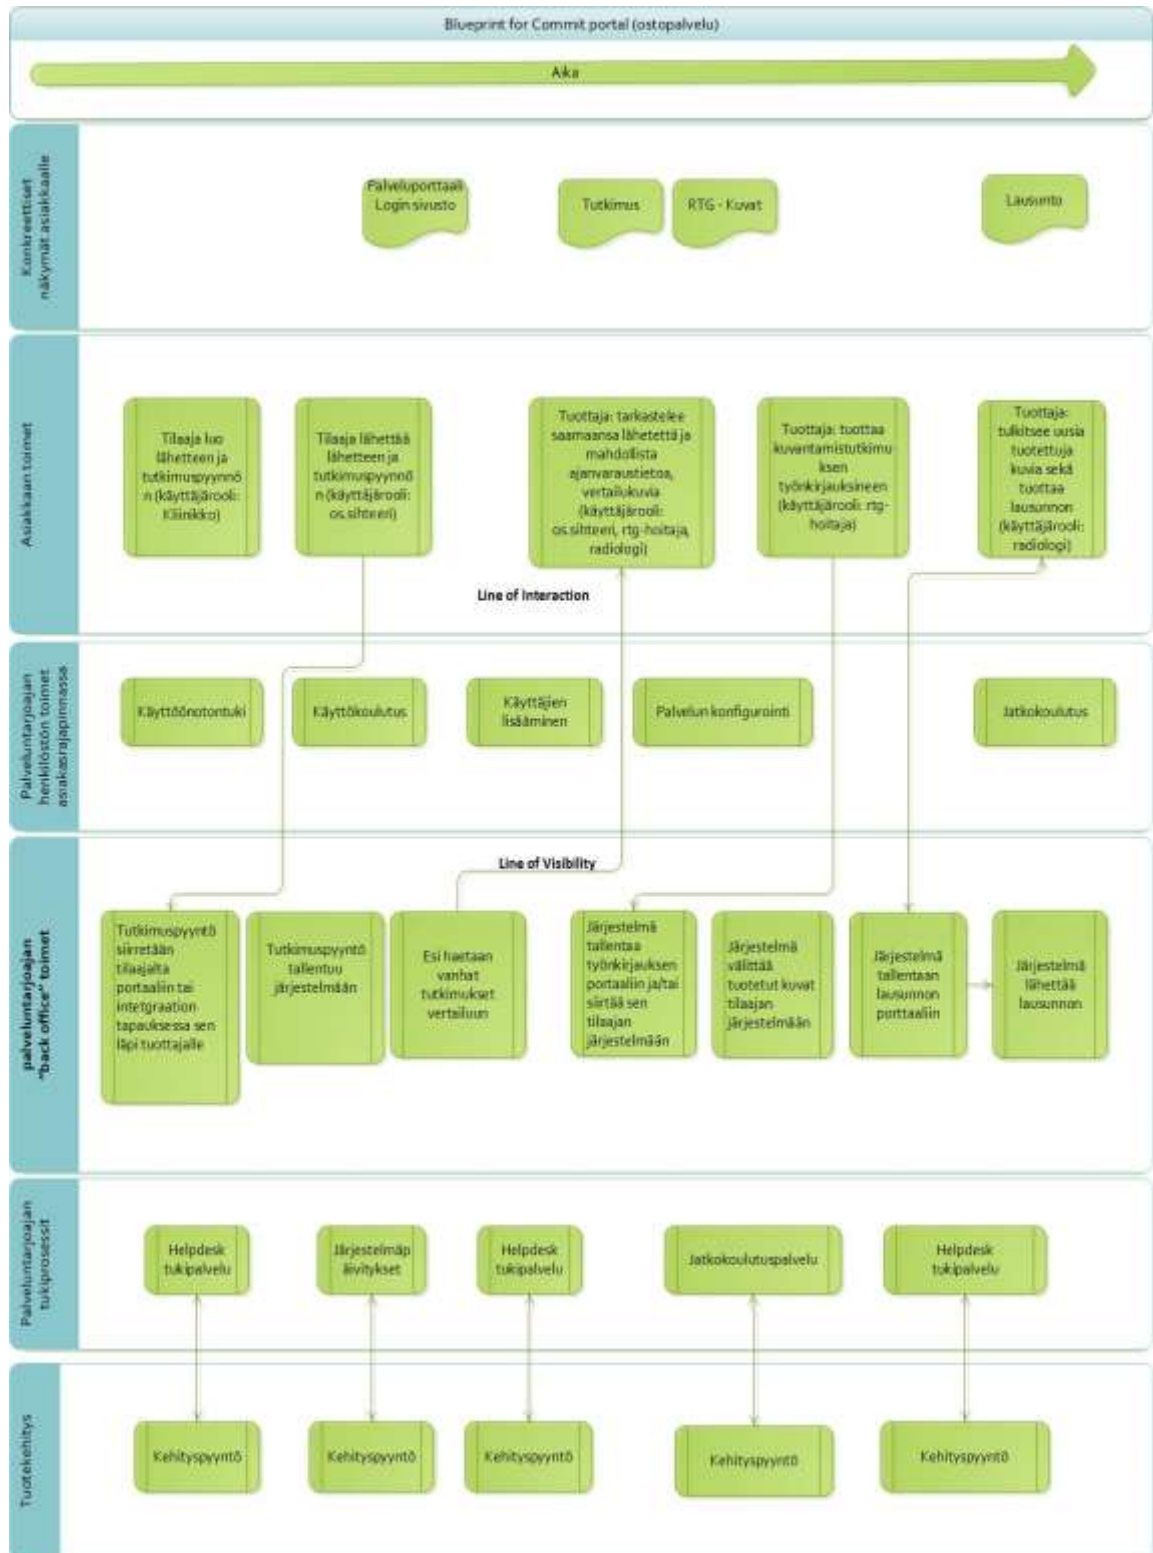 Blueprint for Commit portal (ostopalvelu)
Aika
Konkreettiset
näkymät asiakkaalle
Palveluporttaali
Login sivusto
Tutkimus
RTG - Kuvat
Lausunto
Asiakkaan toimet
Tilaaja luo
lähetteen ja
tutkimuspyynnö
n (käyttäjärooli:
Kliinikko)
Tilaaja lähettää
lähetteen ja
tutkimuspyynnö
n (käyttäjärooli:
os.sihteeri)
Tuottaja: tarkastelee
saamaansa lähetettä ja
mahdollista
ajanvaraustietoa,
vertailukuvia
(käyttäjärooli:
os.sihteeri, rtg-hoitaja,
radiologi)
Tuottaja: tuottaa
kuvantamistutkimu
ksen
työnkirjauksineen
(käyttäjärooli: rtg-
hoitaja)
Tuottaja:
tulkitsee uusia
tuotettuja
kuvia sekä
tuottaa
lausunnon
(käyttäjärooli:
radiologi)
Line of Interaction
Palveluntarjoajan
henkilöstön toimet
asiakasrajapinnassa
Käyttöönotontuki
Käyttökoulutus
Käyttäjien
lisääminen
Palvelun konfigurointi
Jatkokoulutus
Line of Visibility
palveluntarjoajan
"back office" toimet
Tutkimuspyyntö
siirretään
tilaajalta
portaaliin tai
intetgraation
tapauksessa sen
läpi tuottajalle
Tutkimuspyyntö
tallentuu
järjestelmään
Esi haetaan
vanhat
tutkimukset
vertailuun
Järjestelmä
tallentaa
työnkirjauksen
portaaliin ja/tai
siirtää sen
tilaajan
järjestelmään
Järjestelmä
välittää
tuotetut kuvat
tilaajan
järjestelmään
Järjestelmä
tallentaan
lausunnon
porttaaliin
Järjestelmä
lähettää
lausunnon
Palveluntarjoajan
tukiprosessit
Helpdesk
tukipalvelu
Järjestelmäp
äivitykset
Helpdesk
tukipalvelu
Jatkokoulutuspalvelu
Helpdesk
tukipalvelu
Tuotekehitys
Kehityspyyntö
Kehityspyyntö
Kehityspyyntö
Kehityspyyntö
Kehityspyyntö